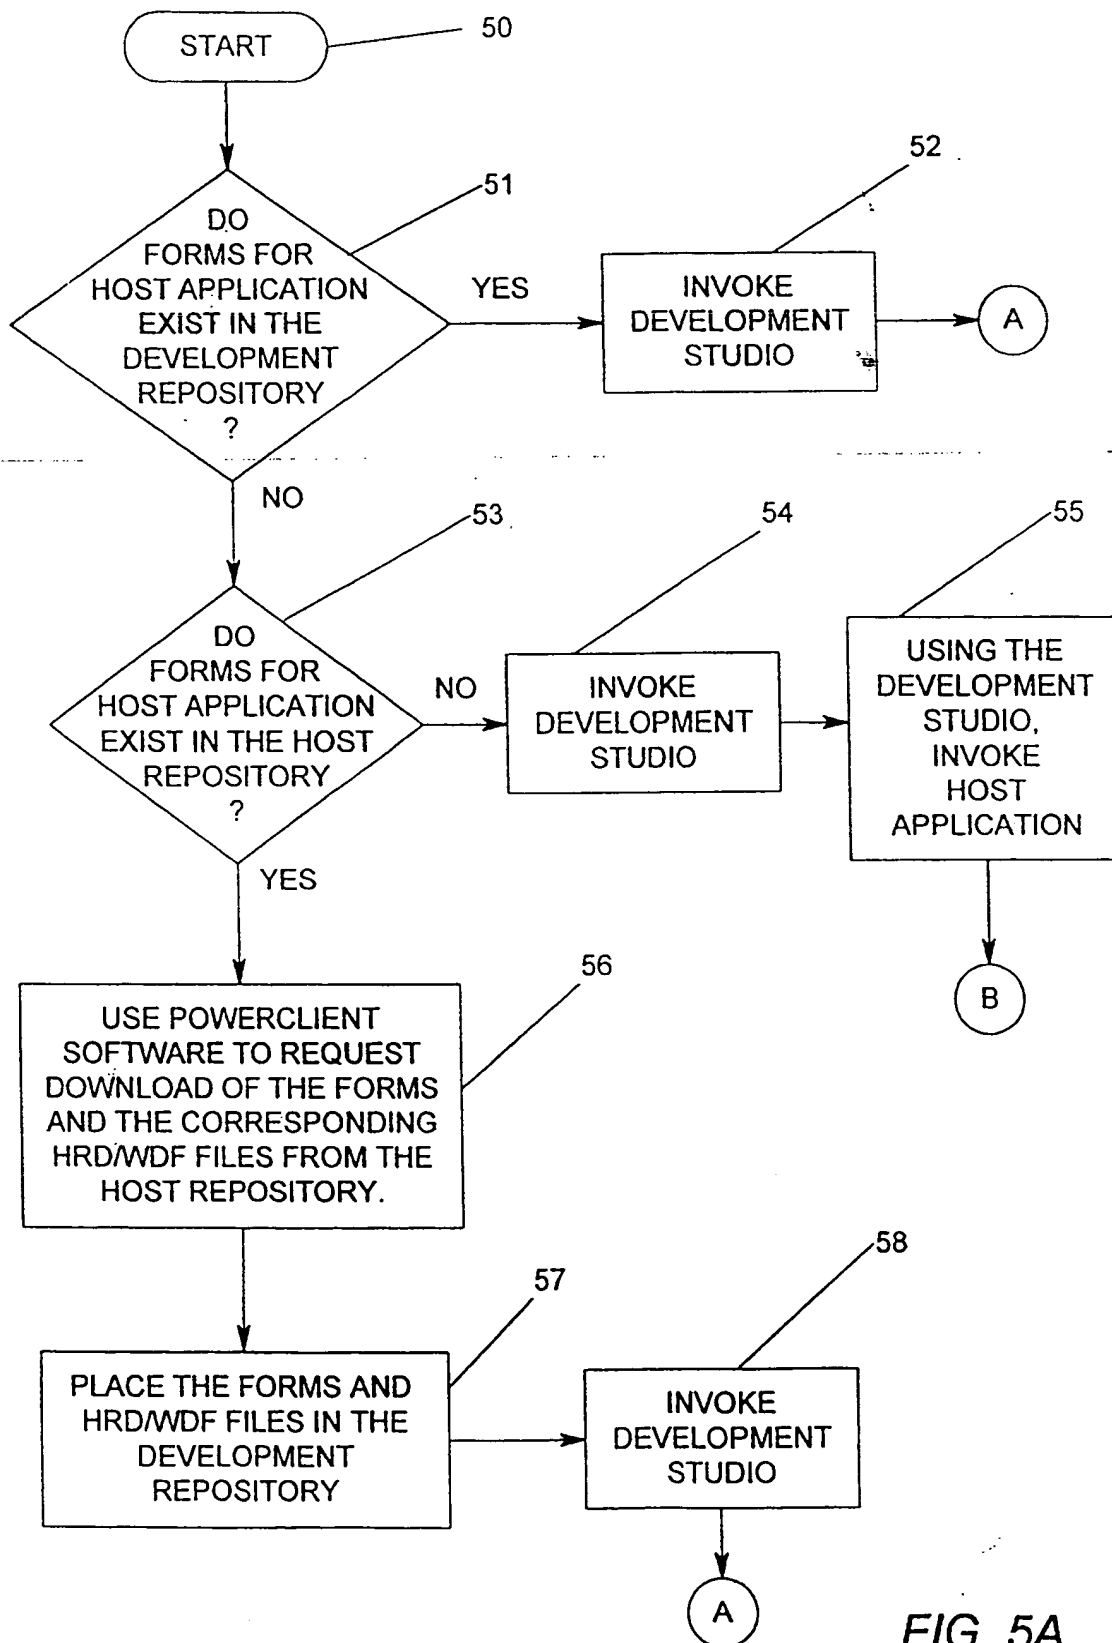 START
50
51
DO
FORMS FOR
HOST APPLICATION
EXIST IN THE
DEVELOPMENT
REPOSITORY
?
YES
52
INVOKE
DEVELOPMENT
STUDIO
A
NO
53
DO
FORMS FOR
HOST APPLICATION
EXIST IN THE HOST
REPOSITORY
?
NO
54
INVOKE
DEVELOPMENT
STUDIO
55
USING THE
DEVELOPMENT
STUDIO,
INVOKE
HOST
APPLICATION
B
YES
56
USE POWERCLIENT
SOFTWARE TO REQUEST
DOWNLOAD OF THE FORMS
AND THE CORRESPONDING
HRD/WDF FILES FROM THE
HOST REPOSITORY.
57
PLACE THE FORMS AND
HRD/WDF FILES IN THE
DEVELOPMENT
REPOSITORY
58
INVOKE
DEVELOPMENT
STUDIO
A
FIG. 5A